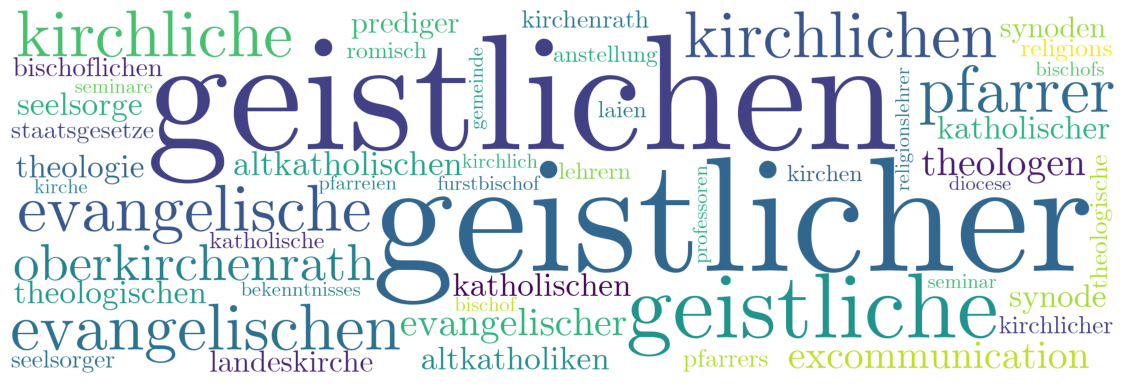 kirchliche
prediger
kirchenrath
kirchlichen
synoden
romisch
anstellung
religions
bischoflichen
gemeinde
geistlichen
bischofs
seminare
seelsorge
laien
religionslehrer
pfarrer
staatsgesetze
katholischer
theologie
altkatholischen
kirchlich
lehrern
kirchen
theologen
kirche
pfarreien
furstbischof
diocese
evangelische
geistlicher
professoren
theologische
katholische
oberkirchenrath
katholischen
seminar
theologischen
bekenntnisses
bischof
geistliche
synode
evangelischen
evangelischer
kirchlicher
seelsorger
landeskirche
altkatholiken
pfarrers
excommunication